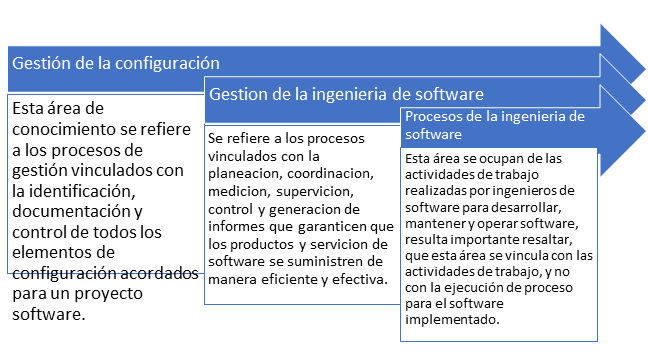 Gestión de la configuración
Esta área de
conocimiento se refiere
a los procesos de
gestión vinculados con
la identificación,
documentación y
control de todos los
elementos de
configuración acordados
para un proyecto
software.
Gestion de la ingenieria de software
Se refiere a los procesos
vinculados con la
planeacion, coordinacion,
medicion, supervicion,
control y generacion de
informes que garanticen que
los productos y servicion de
software se suministren de
manera eficiente y efectiva.
Procesos de la ingenieria de
software
Esta área se ocupan de las
actividades de trabajo
realizadas por ingenieros de
software para desarrollar,
mantener y operar software,
resulta importante resaltar,
que esta área se vincula con las
actividades de trabajo, y no
con la ejecución de proceso
para el software
implementado.